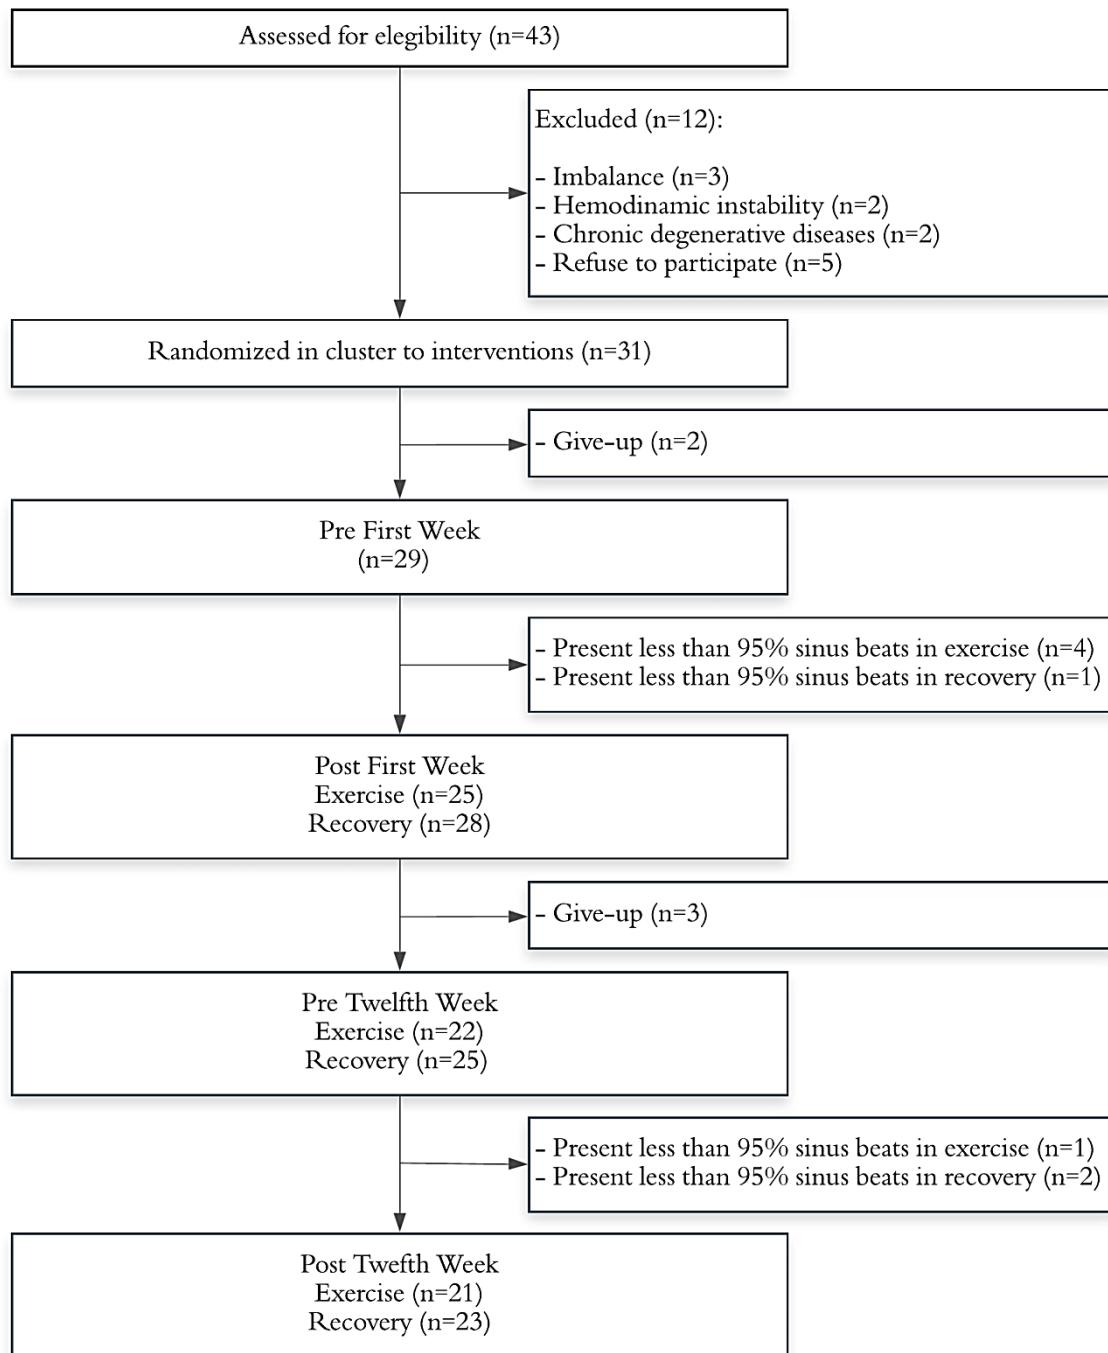 Assessed for elegibility (n=43)
Excluded (n=12):
- Imbalance (n=3)
- Hemodinamic instability (n=2)
- Chronic degenerative diseases (n=2)
- Refuse to participate (n=5)
Randomized in cluster to interventions (n=31)
- Give-up (n=2)
Pre First Week
(n=29)
- Present less than 95% sinus beats in exercise (n=4)
- Present less than 95% sinus beats in recovery (n=1)
Post First Week
Exercise (n=25)
Recovery (n=28)
- Give-up (n=3)
Pre Twelfth Week
Exercise (n=22)
Recovery (n=25)
- Present less than 95% sinus beats in exercise (n=1)
- Present less than 95% sinus beats in recovery (n=2)
Post Twefth Week
Exercise (n=21)
Recovery (n=23)